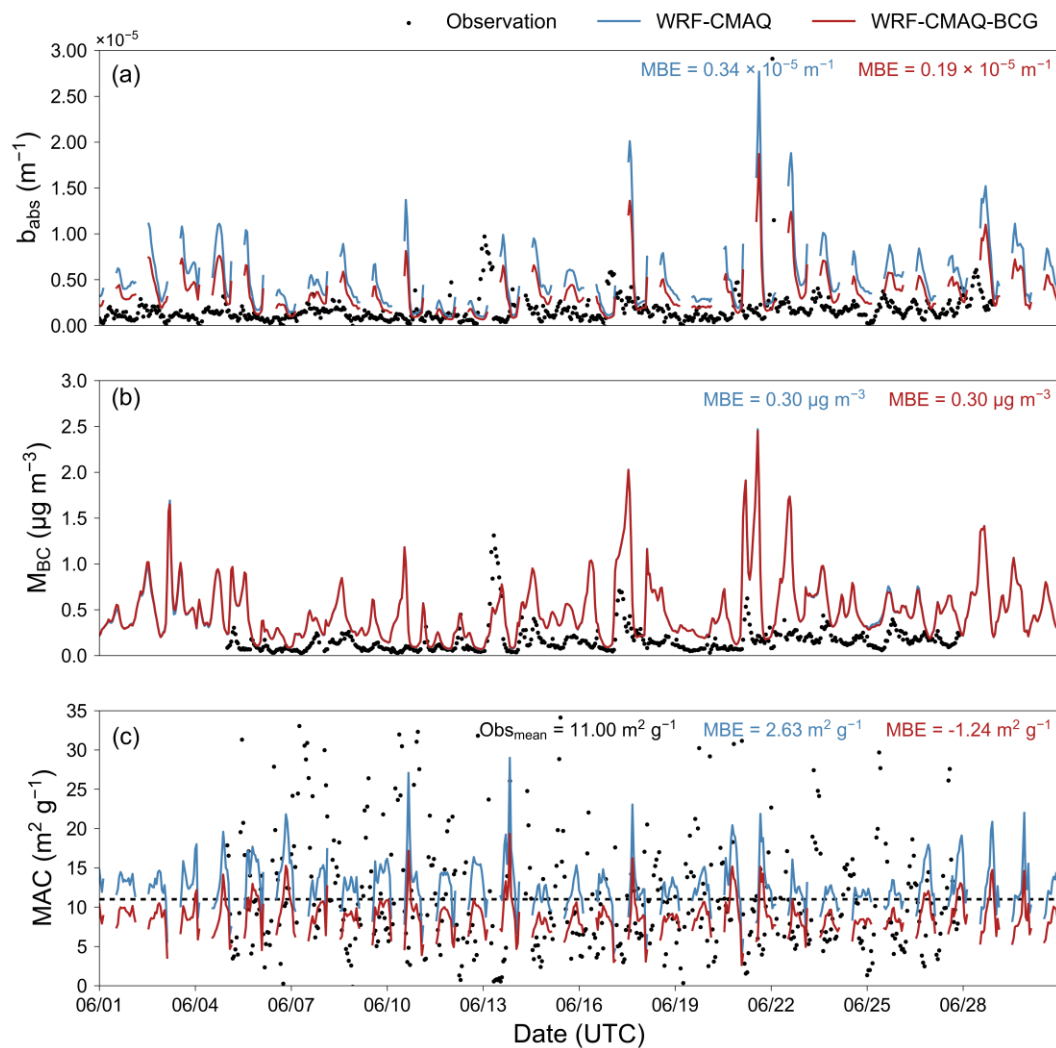 Observation WRF-CMAQ WRF-CMAQ-BCG
×10⁻⁵
(a)
MBE = 0.34 × 10⁻⁵ m⁻¹ MBE = 0.19 × 10⁻⁵ m⁻¹
3.00
2.50
2.00
1.50
1.00
0.50
0.00
b_abs (m⁻¹)
(b)
MBE = 0.30 µg m⁻³ MBE = 0.30 µg m⁻³
3.0
2.5
2.0
1.5
1.0
0.5
0.0
M_BC (µg m⁻³)
(c)
Obs_mean = 11.00 m² g⁻¹ MBE = 2.63 m² g⁻¹ MBE = -1.24 m² g⁻¹
35
30
25
20
15
10
5
0
MAC (m² g⁻¹)
06/01 06/04 06/07 06/10 06/13 06/16 06/19 06/22 06/25 06/28
Date (UTC)